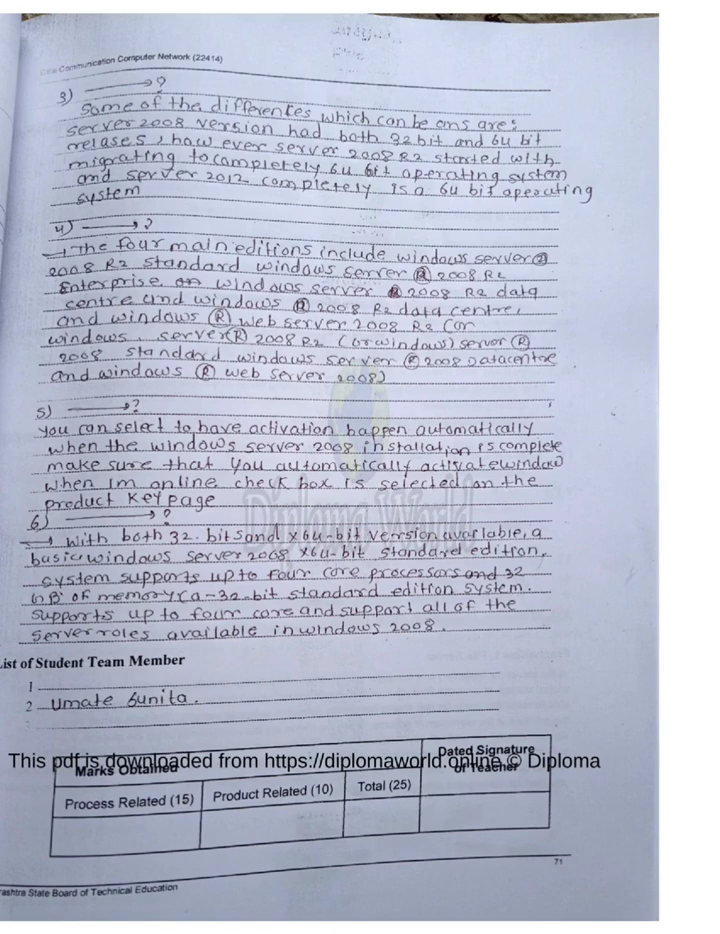 Communication Computer Network (22414)
3) ⟶ ?
Some of the differences which can be ans are:
server 2008 version had both 32 bit and 64 bit
relases, how ever server 2008 R2 started with
migrating to completely 64 bit operating system
and server 2012 completely is a 64 bit operating
system
4) ⟶ ?
→ The four main editions include windows server ®
2008 R2 standard windows server ® 2008 R2
Enterprise on windows server ® 2008 R2 data
centre and windows ® 2008 R2 data centre,
and windows ® web server 2008 R2 (or
windows. server ® 2008 R2 (or windows) server ®
2008 standard windows server ® 2008 Datacentre
and windows ® web server 2008)
5) ⟶ ?
You can select to have activation happen automatically
when the windows server 2008 installation is complete
make sure that you automatically activate window
when Im online check box is selected on the
product key page
6) ⟶ ?
→ with both 32 bits and x64-bit version available, a
basic windows server 2008 x64-bit standard edition.
system supports up to four core processors and 32
GB of memory (a-32-bit standard edition system.
supports up to four core and support all of the
server roles available in windows 2008.
Diploma World
List of Student Team Member
1
2 Umate Sunita.
3
This pdf is downloaded from https://diplomaworld.online © Diploma
Marks Obtained
Dated Signature
of Teacher
Process Related (15) Product Related (10) Total (25)
71
ashtra State Board of Technical Education